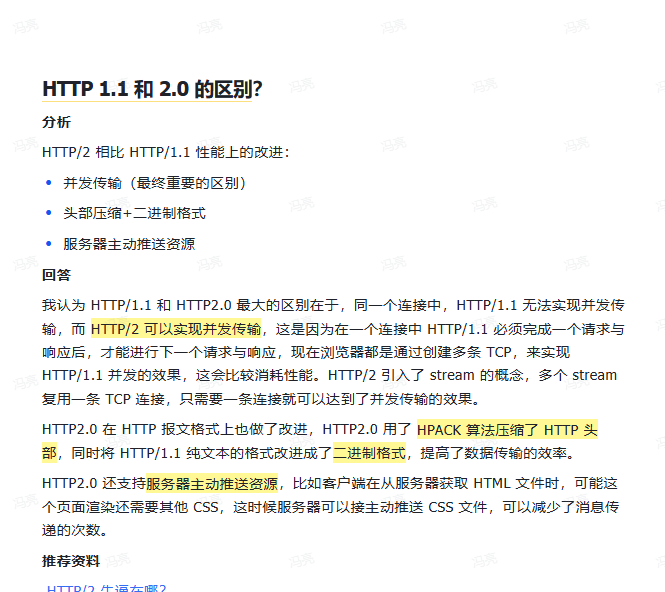 HTTP 1.1 和 2.0 的区别？
分析
HTTP/2 相比 HTTP/1.1 性能上的改进：
• 并发传输（最终重要的区别）
• 头部压缩+二进制格式
• 服务器主动推送资源
回答
我认为 HTTP/1.1 和 HTTP2.0 最大的区别在于，同一个连接中，HTTP/1.1 无法实现并发传
输，而 HTTP/2 可以实现并发传输，这是因为在一个连接中 HTTP/1.1 必须完成一个请求与
响应后，才能进行下一个请求与响应，现在浏览器都是通过创建多条 TCP，来实现
HTTP/1.1 并发的效果，这会比较消耗性能。HTTP/2 引入了 stream 的概念，多个 stream
复用一条 TCP 连接，只需要一条连接就可以达到了并发传输的效果。
HTTP2.0 在 HTTP 报文格式上也做了改进，HTTP2.0 用了 HPACK 算法压缩了 HTTP 头
部，同时将 HTTP/1.1 纯文本的格式改进成了二进制格式，提高了数据传输的效率。
HTTP2.0 还支持服务器主动推送资源，比如客户端在从服务器获取 HTML 文件时，可能这
个页面渲染还需要其他 CSS，这时候服务器可以接主动推送 CSS 文件，可以减少了消息传
递的次数。
推荐资料
HTTP/2 牛逼在哪？